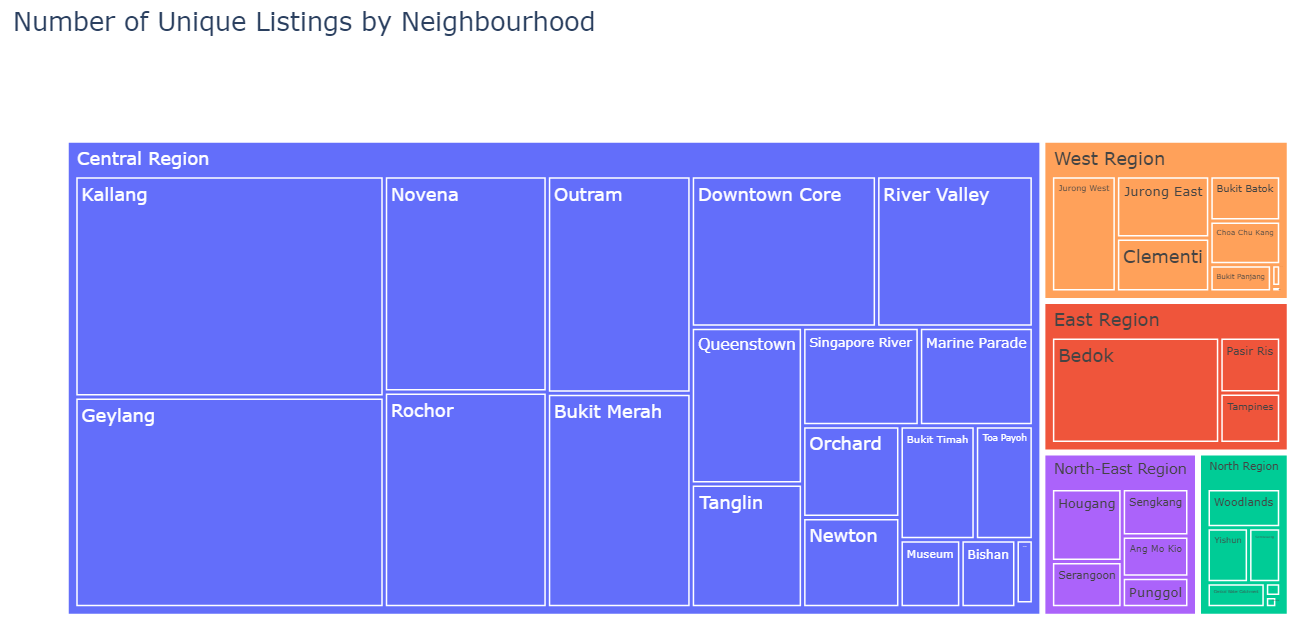 Number of Unique Listings by Neighbourhood
Central Region
Kallang
Novena
Outram
Downtown Core
River Valley
Geylang
Rochor
Bukit Merah
Queenstown
Singapore River
Marine Parade
Tanglin
Orchard
Bukit Timah
Toa Payoh
Newton
Museum
Bishan
West Region
Jurong West
Jurong East
Bukit Batok
Clementi
Choa Chu Kang
Bukit Panjang
East Region
Bedok
Pasir Ris
Tampines
North-East Region
Hougang
Sengkang
Ang Mo Kio
Serangoon
Punggol
North Region
Woodlands
Yishun